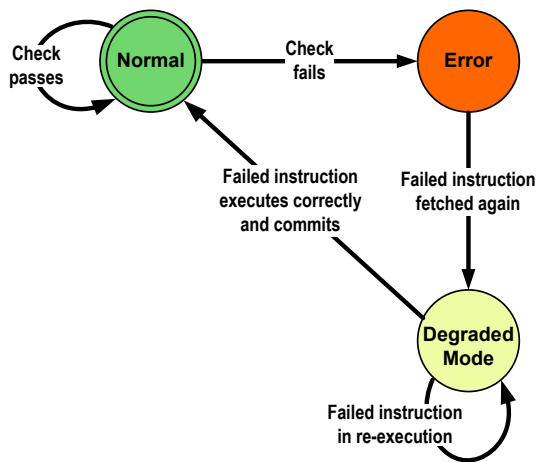 Check
passes
Normal
Check
fails
Error
Failed instruction
executes correctly
and commits
Failed instruction
fetched again
Degraded
Mode
Failed instruction
in re-execution